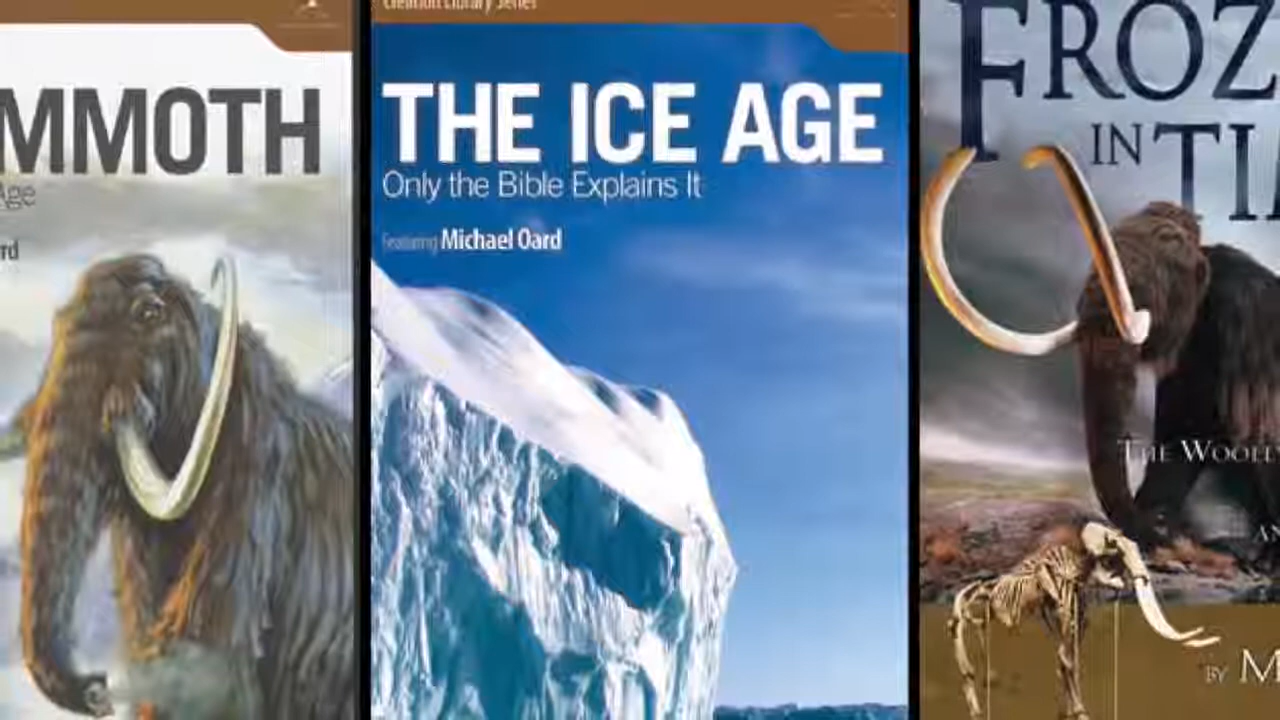 MMOTH
Age
rd
Creation Library Series
THE ICE AGE
Only the Bible Explains It
Featuring Michael Oard
FROZ
IN TI
THE WOOLLY
AN
BY M